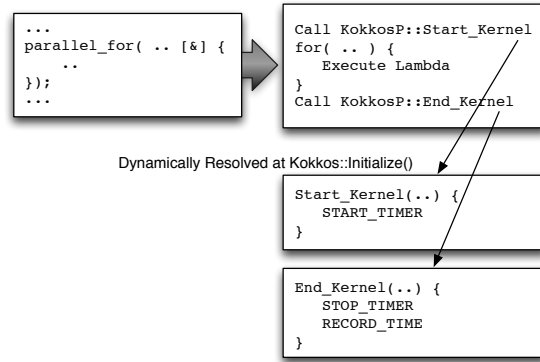 ...
parallel_for( .. [&] {
..
});
...
Call KokkosP::Start_Kernel
for( .. ) {
Execute Lambda
}
Call KokkosP::End_Kernel
Dynamically Resolved at Kokkos::Initialize()
Start_Kernel(..) {
START_TIMER
}
End_Kernel(..) {
STOP_TIMER
RECORD_TIME
}